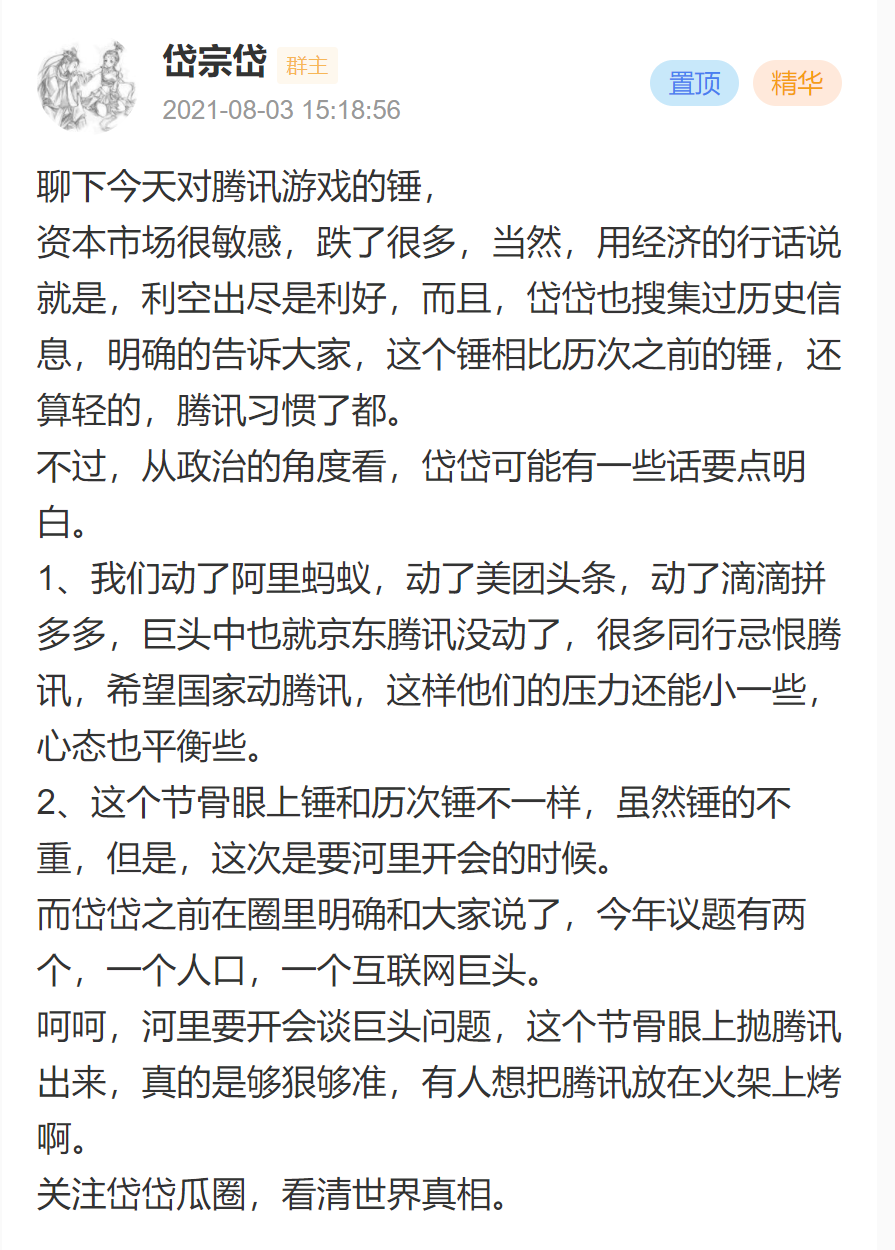 岱宗岱 群主
置顶 精华
2021-08-03 15:18:56
聊下今天对腾讯游戏的锤，
资本市场很敏感，跌了很多，当然，用经济的行话说
就是，利空出尽是利好，而且，岱岱也搜集过历史信
息，明确的告诉大家，这个锤相比历次之前的锤，还
算轻的，腾讯习惯了都。
不过，从政治的角度看，岱岱可能有一些话要点明
白。
1、我们动了阿里蚂蚁，动了美团头条，动了滴滴拼
多多，巨头中也就京东腾讯没动了，很多同行忌恨腾
讯，希望国家动腾讯，这样他们的压力还能小一些，
心态也平衡些。
2、这个节骨眼上锤和历次锤不一样，虽然锤的不
重，但是，这次是要河里开会的时候。
而岱岱之前在圈里明确和大家说了，今年议题有两
个，一个人口，一个互联网巨头。
呵呵，河里要开会谈巨头问题，这个节骨眼上抛腾讯
出来，真的是够狠够准，有人想把腾讯放在火架上烤
啊。
关注岱岱瓜圈，看清世界真相。